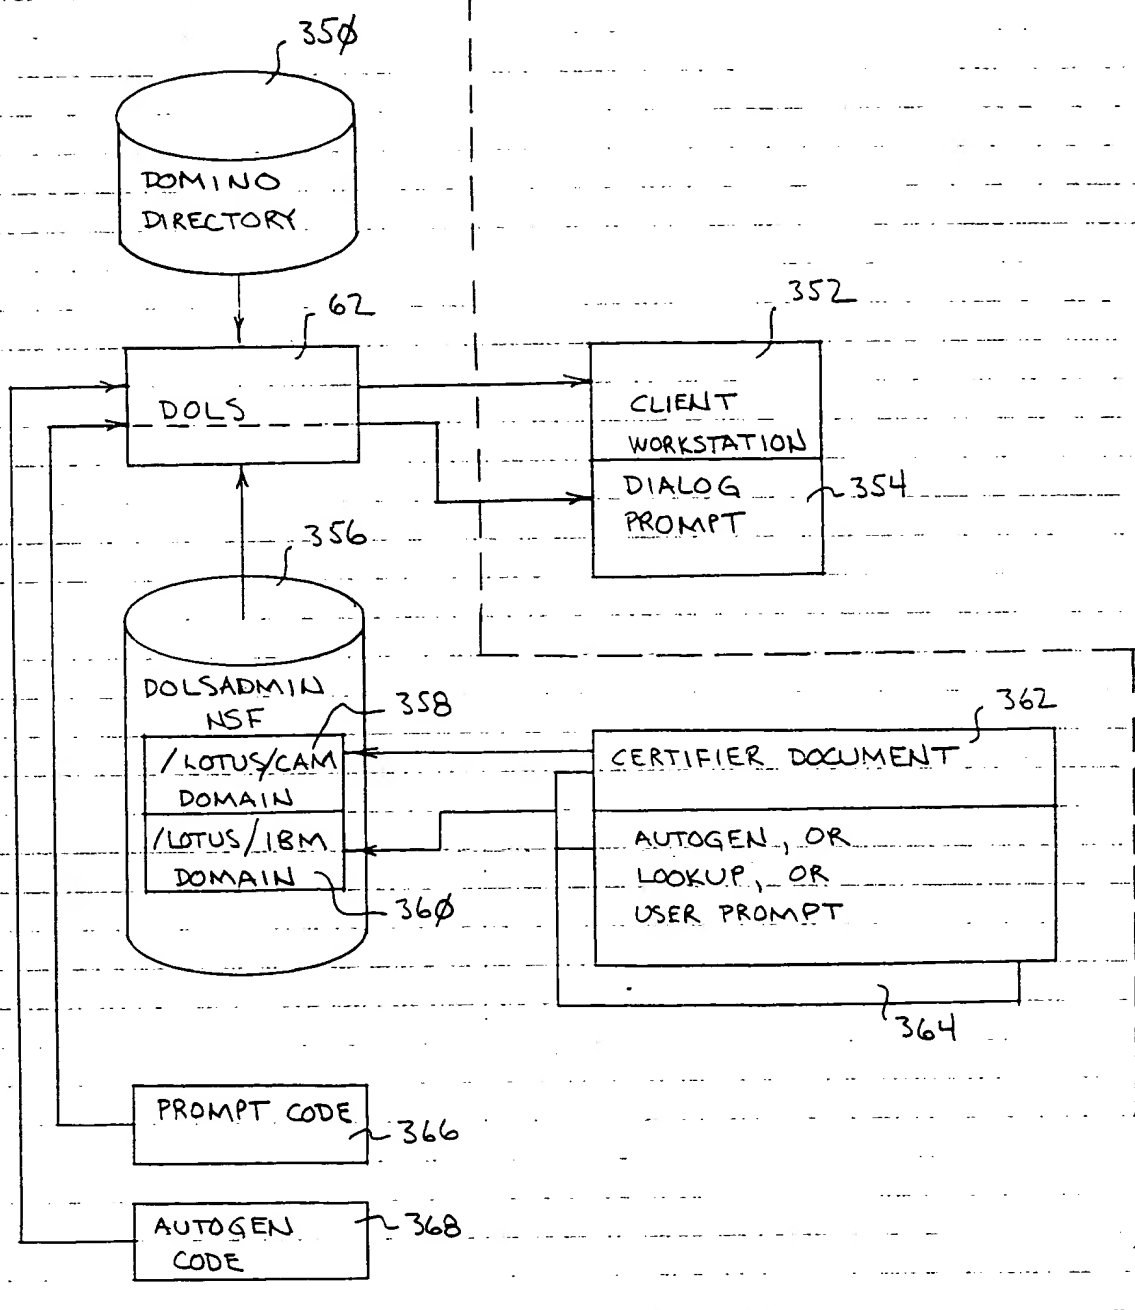 350
DOMINO
DIRECTORY
62
352
DOLS
CLIENT
WORKSTATION
DIALOG
PROMPT
354
356
DOLSADMIN
NSF
358
/LOTUS/CAM
DOMAIN
/LOTUS/IBM
DOMAIN
360
362
CERTIFIER DOCUMENT
AUTOGEN, OR
LOOKUP, OR
USER PROMPT
364
PROMPT CODE
366
AUTOGEN
CODE
368